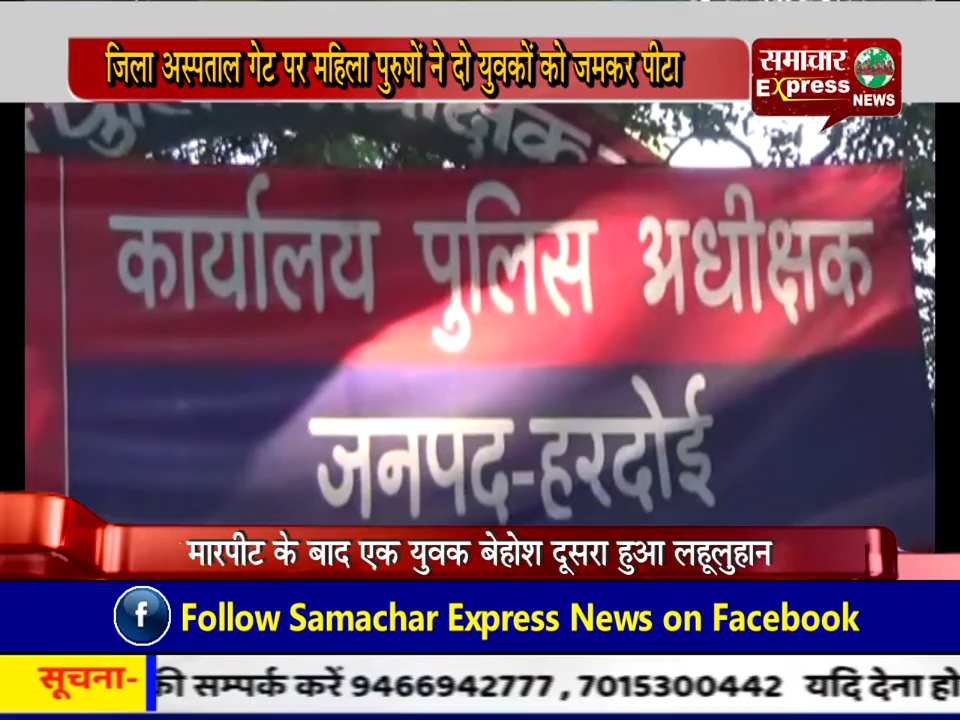 जिला अस्पताल गेट पर महिला पुरुषों ने दो युवकों को जमकर पीटा
समाचार
Express
NEWS
कार्यालय पुलिस अधीक्षक
जनपद-हरदोई
मारपीट के बाद एक युवक बेहोश दूसरा हुआ लहूलुहान
f Follow Samachar Express News on Facebook
सूचना- की सम्पर्क करें 9466942777 , 7015300442 यदि देना हो